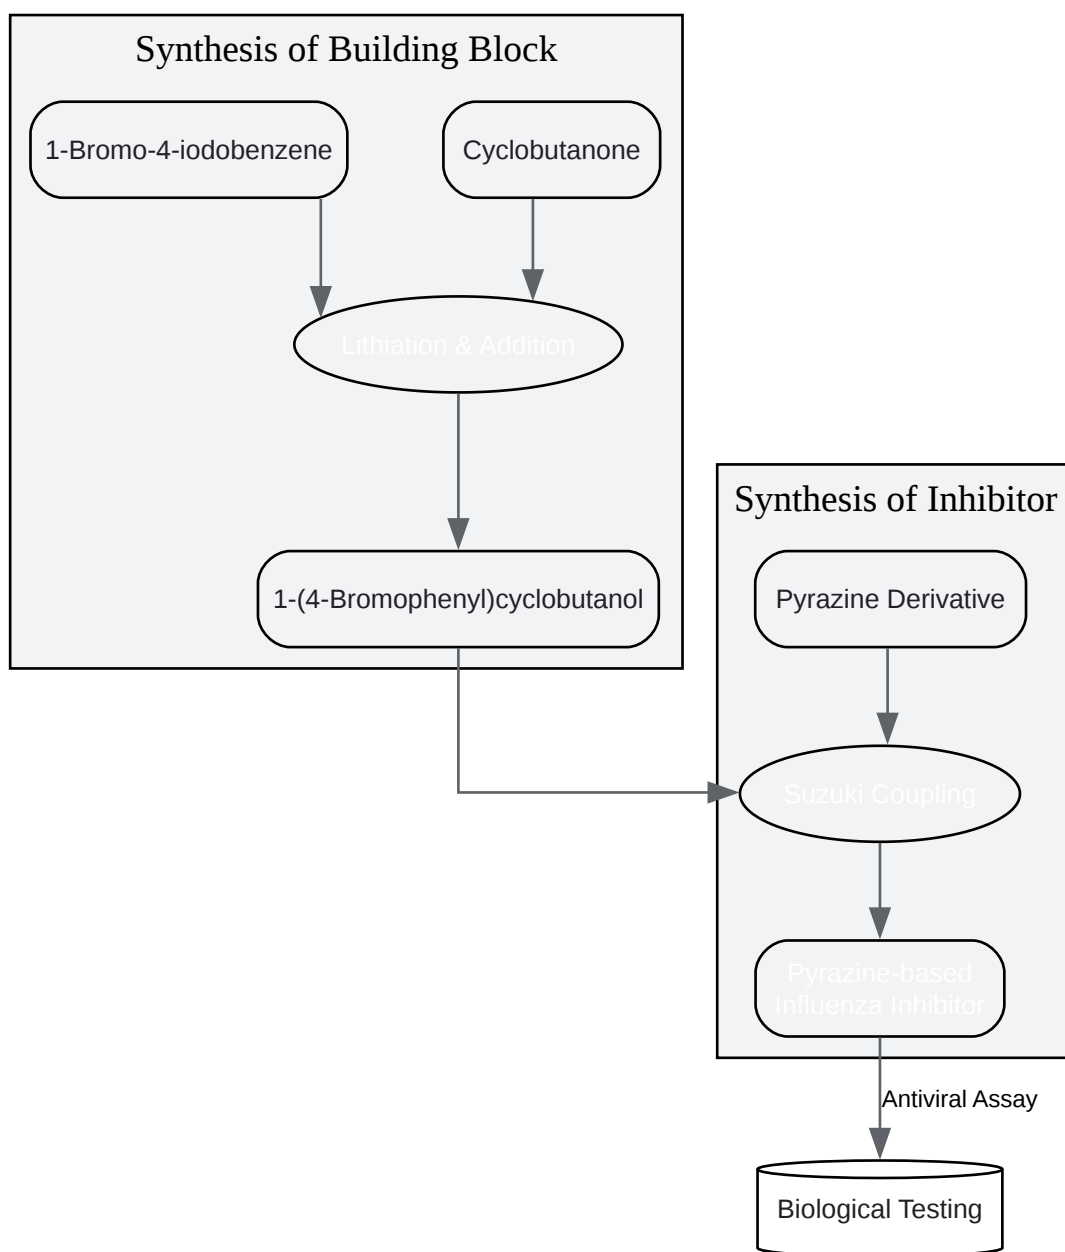 Synthesis of Building Block
1-Bromo-4-iodobenzene
Cyclobutanone
Lithiation & Addition
1-(4-Bromophenyl)cyclobutanol
Synthesis of Inhibitor
Pyrazine Derivative
Suzuki Coupling
Pyrazine-based
Influenza Inhibitor
Antiviral Assay
Biological Testing